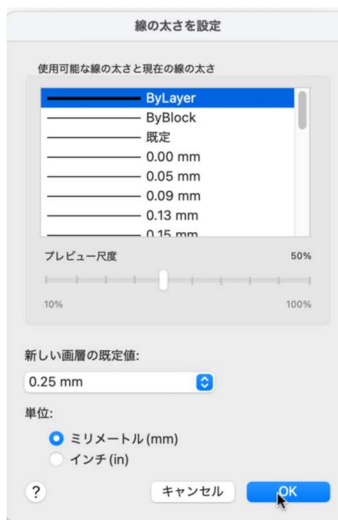 線の太さを設定
使用可能な線の太さと現在の線の太さ
ByLayer
ByBlock
既定
0.00 mm
0.05 mm
0.09 mm
0.13 mm
0.15 mm
プレビュー尺度 50%
10% 100%
新しい画層の既定値:
0.25 mm
単位:
ミリメートル(mm)
インチ(in)
? キャンセル OK